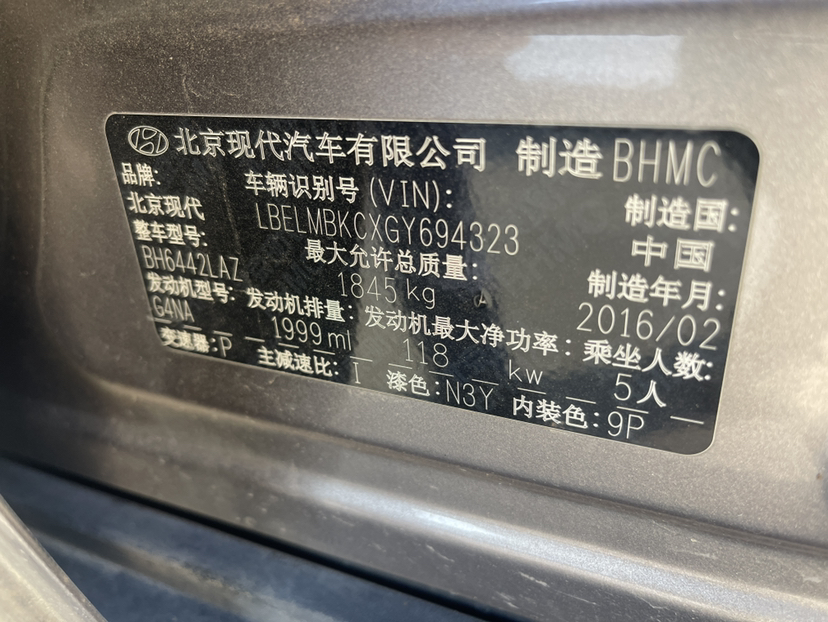 北京现代汽车有限公司 制造 BHMC
品牌: 车辆识别号(VIN): 制造国:
北京现代 LBELMBKCXGY694323 中国
整车型号: 最大允许总质量: 制造年月:
BH6442LAZ 1845kg 2016/02
发动机型号: 发动机排量: 发动机最大净功率: 乘坐人数:
G4NA 1999ml 118 kw 5人
变速器:P 主减速比:I 漆色:N3Y 内装色:9P